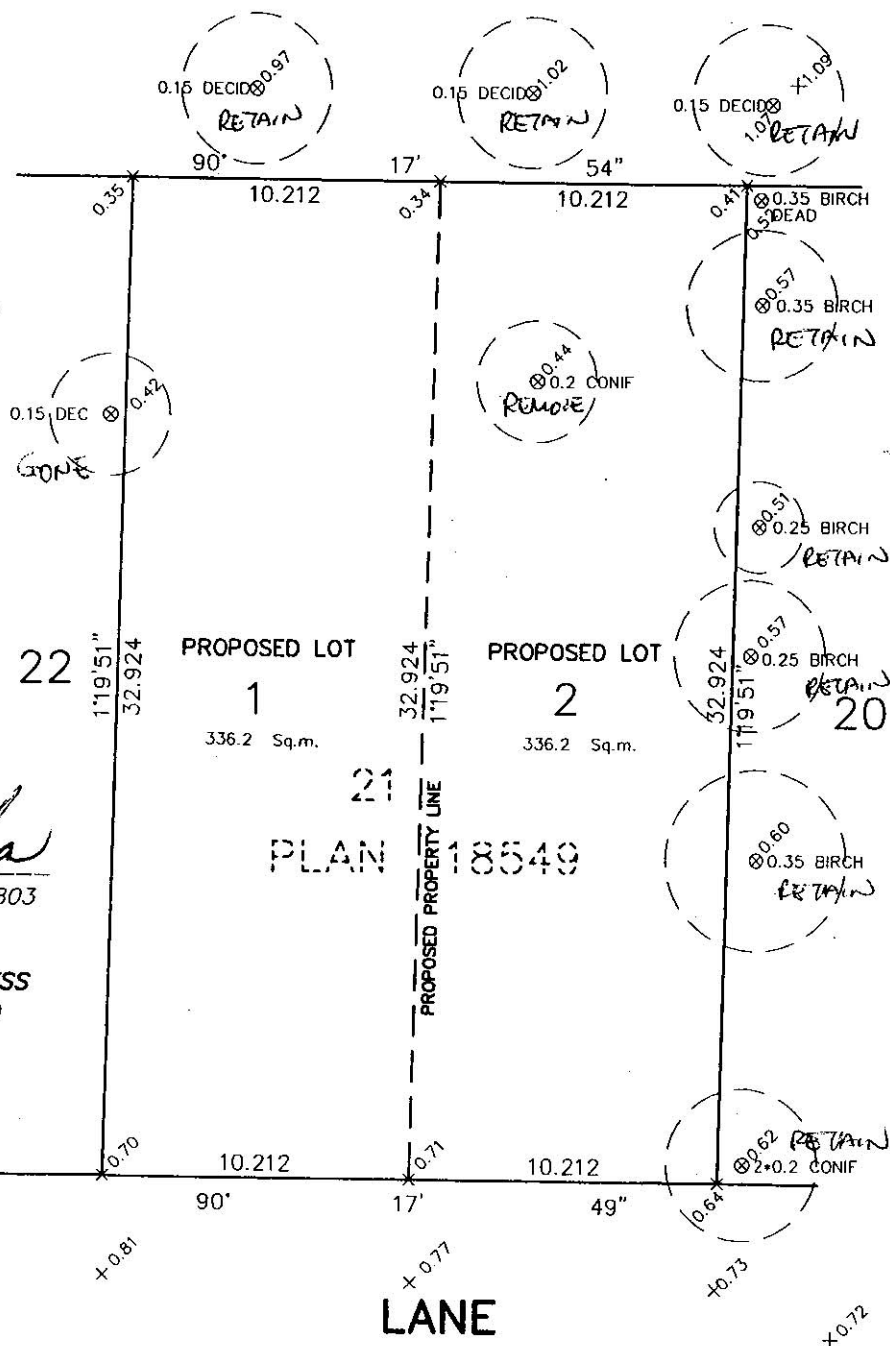 0.15 DECID 0.97
RETAIN
0.15 DECID 1.02
RETAIN
0.15 DECID 1.07
X1.09
RETAIN
90° 17' 54"
0.35 10.212 0.34 10.212 0.41
0.52
0.35 BIRCH
DEAD
0.57
0.35 BIRCH
RETAIN
0.44
0.2 CONIF
REMOVE
0.15 DEC 0.42
GONE
0.51
0.25 BIRCH
RETAIN
0.57
0.25 BIRCH
RETAIN
22
1°19'51"
32.924
PROPOSED LOT
1
336.2 Sq.m.
32.924
1°19'51"
PROPOSED LOT
2
336.2 Sq.m.
32.924
1°19'51"
20
21
PLAN 18549
PROPOSED PROPERTY LINE
0.60
0.35 BIRCH
RETAIN
803
SS
0.62
RETAIN
2*0.2 CONIF
0.70 10.212 0.71 10.212 0.64
90° 17' 49"
+0.81 +0.77 +0.73
x0.72
LANE